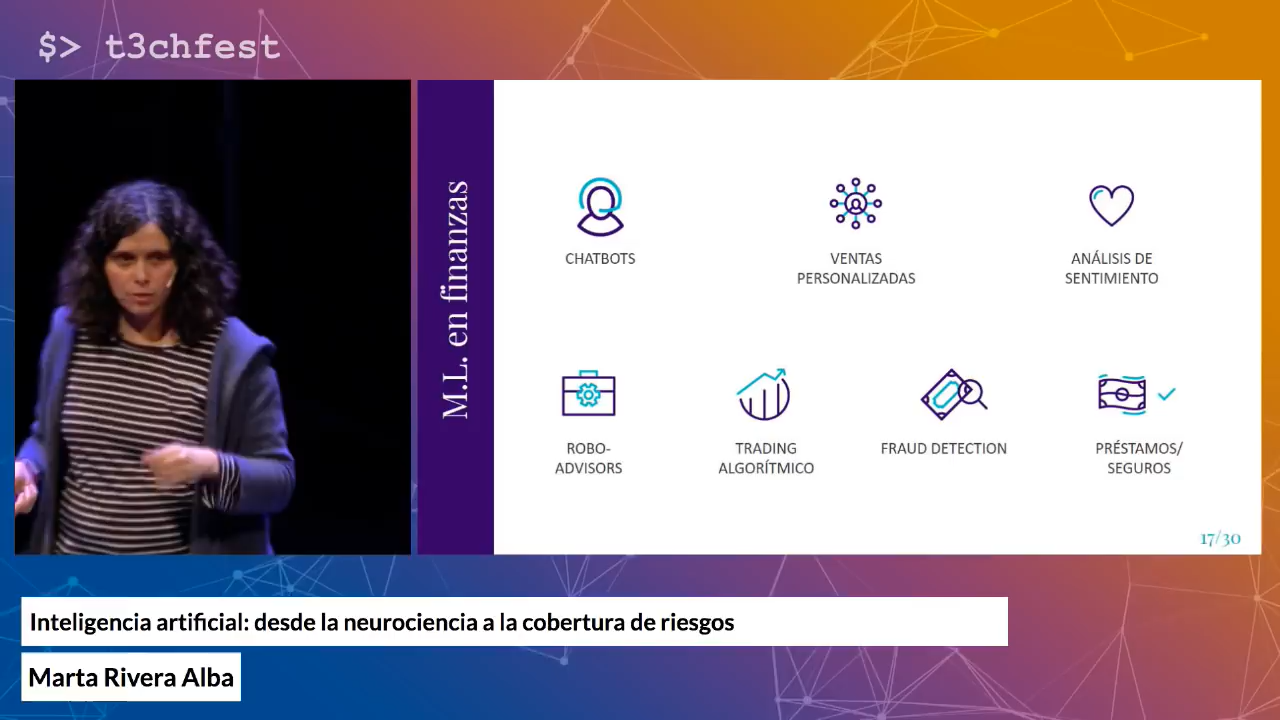 $> t3chfest
M.L. en finanzas
CHATBOTS
VENTAS
PERSONALIZADAS
ANÁLISIS DE
SENTIMIENTO
ROBO-
ADVISORS
TRADING
ALGORÍTMICO
FRAUD DETECTION
PRÉSTAMOS/
SEGUROS
17/30
Inteligencia artificial: desde la neurociencia a la cobertura de riesgos
Marta Rivera Alba